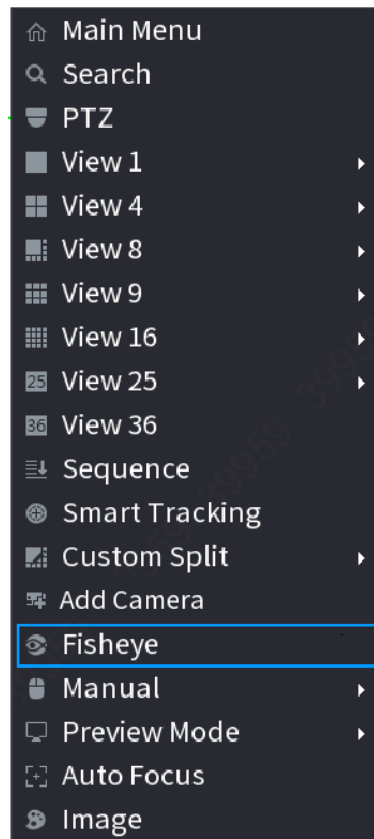 Main Menu
Search
PTZ
View 1
View 4
View 8
View 9
View 16
25 View 25
36 View 36
Sequence
Smart Tracking
Custom Split
Add Camera
Fisheye
Manual
Preview Mode
Auto Focus
Image